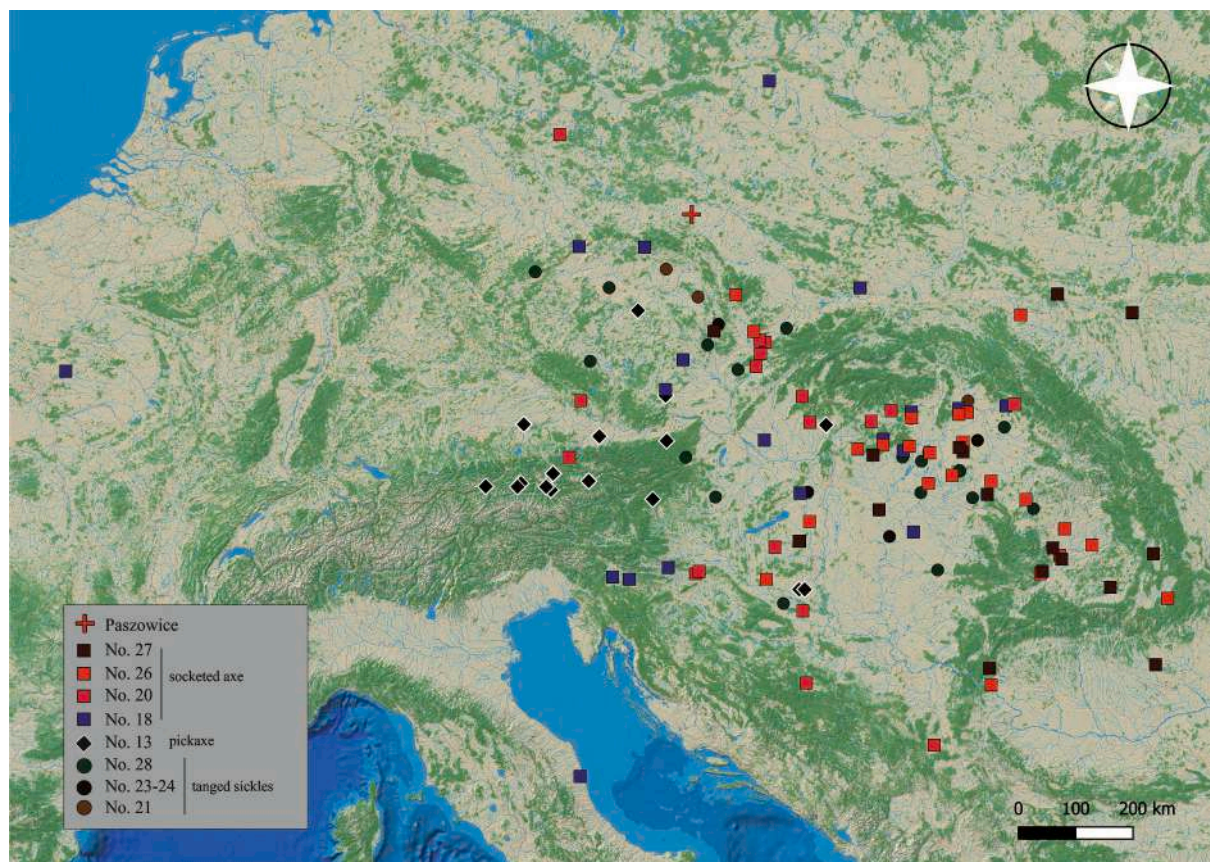 Paszowice
No. 27
No. 26
socketed axe
No. 20
No. 18
No. 13 pickaxe
No. 28
No. 23-24 tanged sickles
No. 21
0 100 200 km